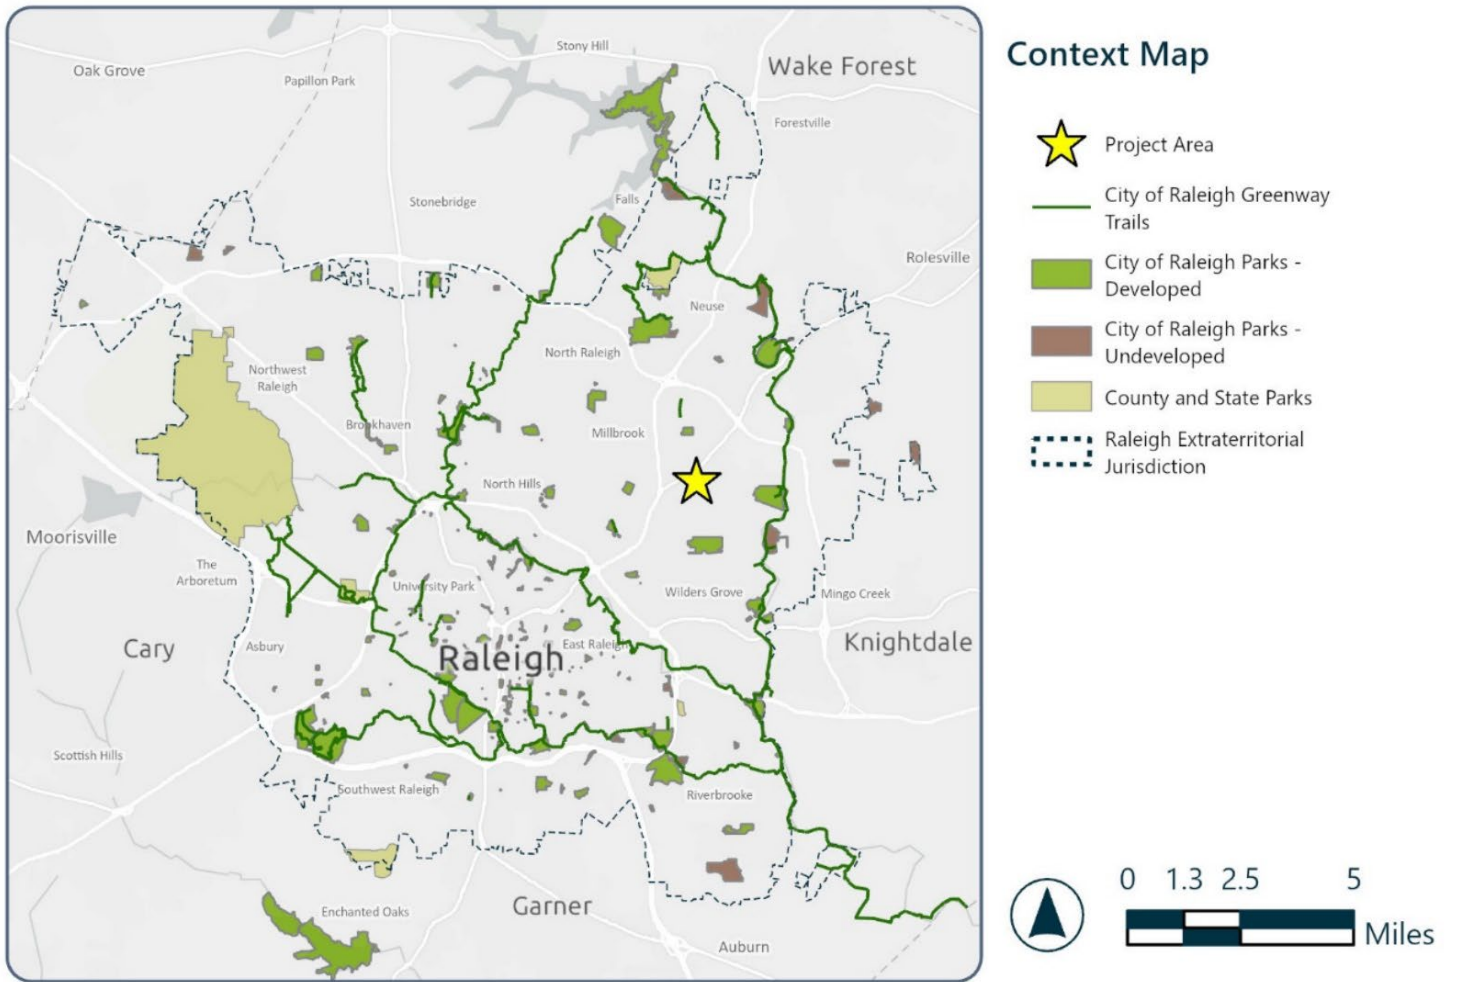 Context Map
Project Area
City of Raleigh Greenway
Trails
City of Raleigh Parks -
Developed
City of Raleigh Parks -
Undeveloped
County and State Parks
Raleigh Extraterritorial
Jurisdiction
0 1.3 2.5 5
Miles
Stony Hill
Wake Forest
Oak Grove
Papillon Park
Forestville
Stonebridge
Falls
Rolesville
Neuse
North Raleigh
Northwest
Raleigh
Brookhaven
Millbrook
North Hills
Moorisville
The
Arboretum
University Park
Wilders Grove
Mingo Creek
Cary
Asbury
East Raleigh
Knightdale
Raleigh
Scottish Hills
Southwest Raleigh
Riverbrooke
Enchanted Oaks
Garner
Auburn